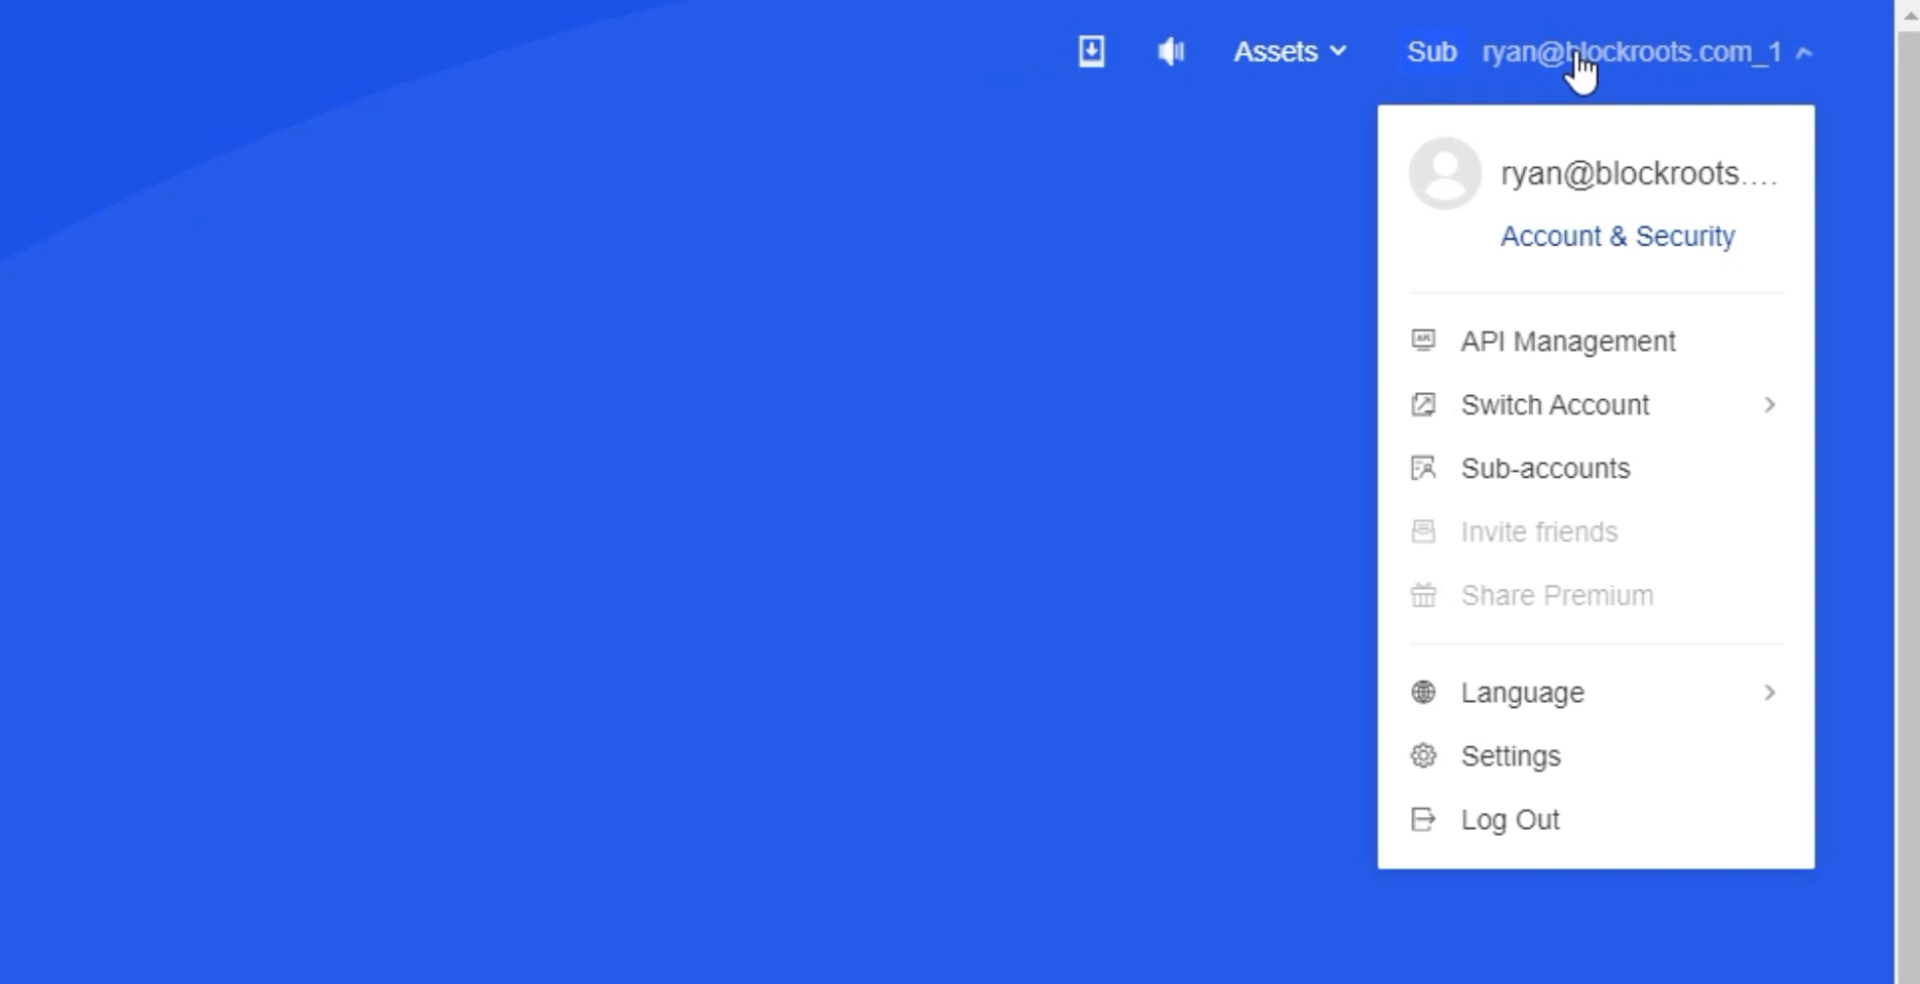 Assets Sub ryan@blockroots.com_1
ryan@blockroots....
Account & Security
API Management
Switch Account
Sub-accounts
Invite friends
Share Premium
Language
Settings
Log Out